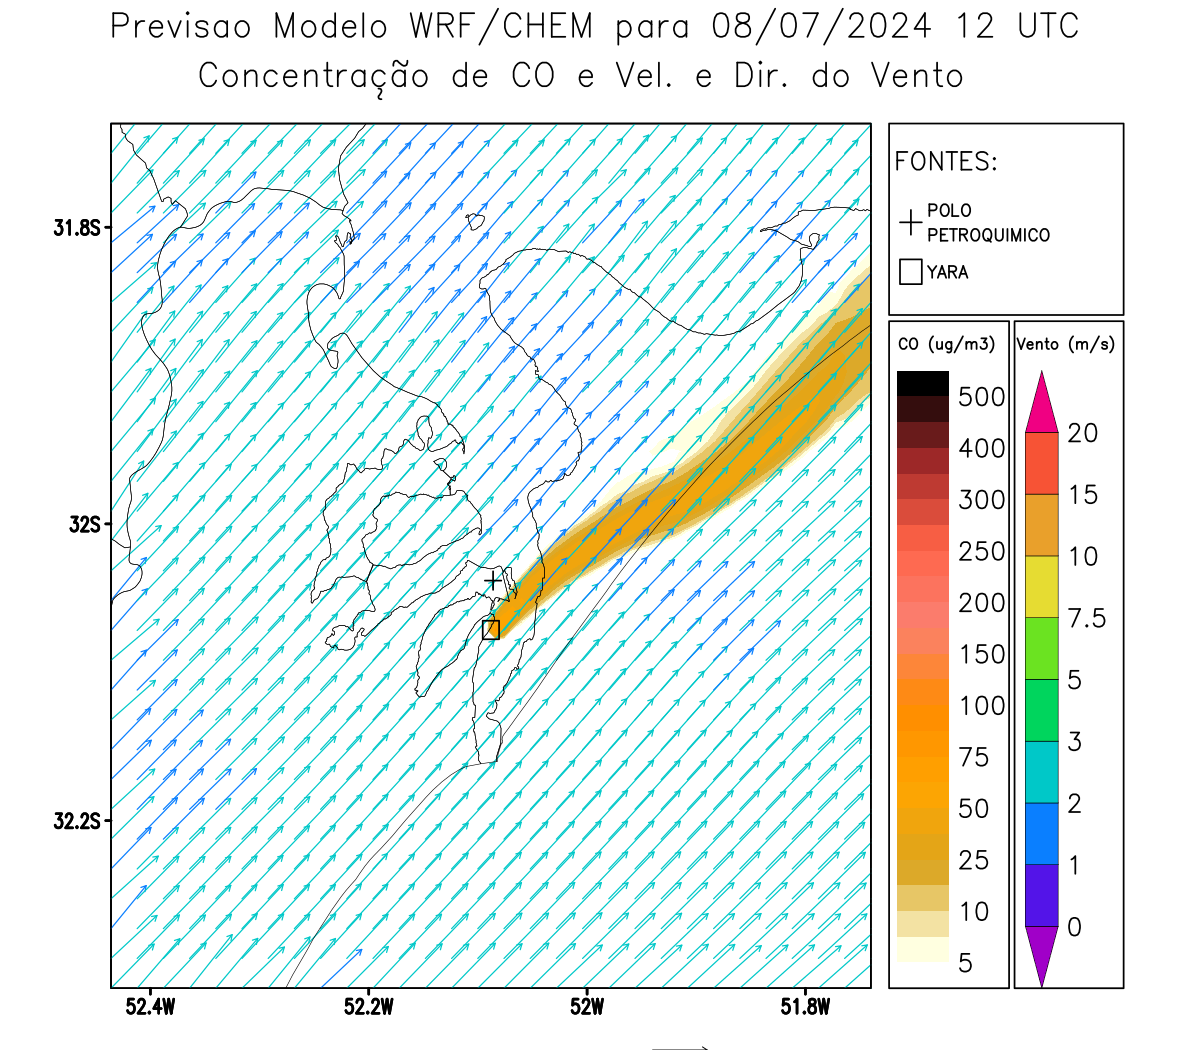 Previsao Modelo WRF/CHEM para 08/07/2024 12 UTC
Concentração de CO e Vel. e Dir. do Vento
FONTES:
POLO
PETROQUIMICO
YARA
CO (ug/m3)
500
400
300
250
200
150
100
75
50
25
10
5
Vento (m/s)
20
15
10
7.5
5
3
2
1
0
31.8S
32S
32.2S
52.4W
52.2W
52W
51.8W